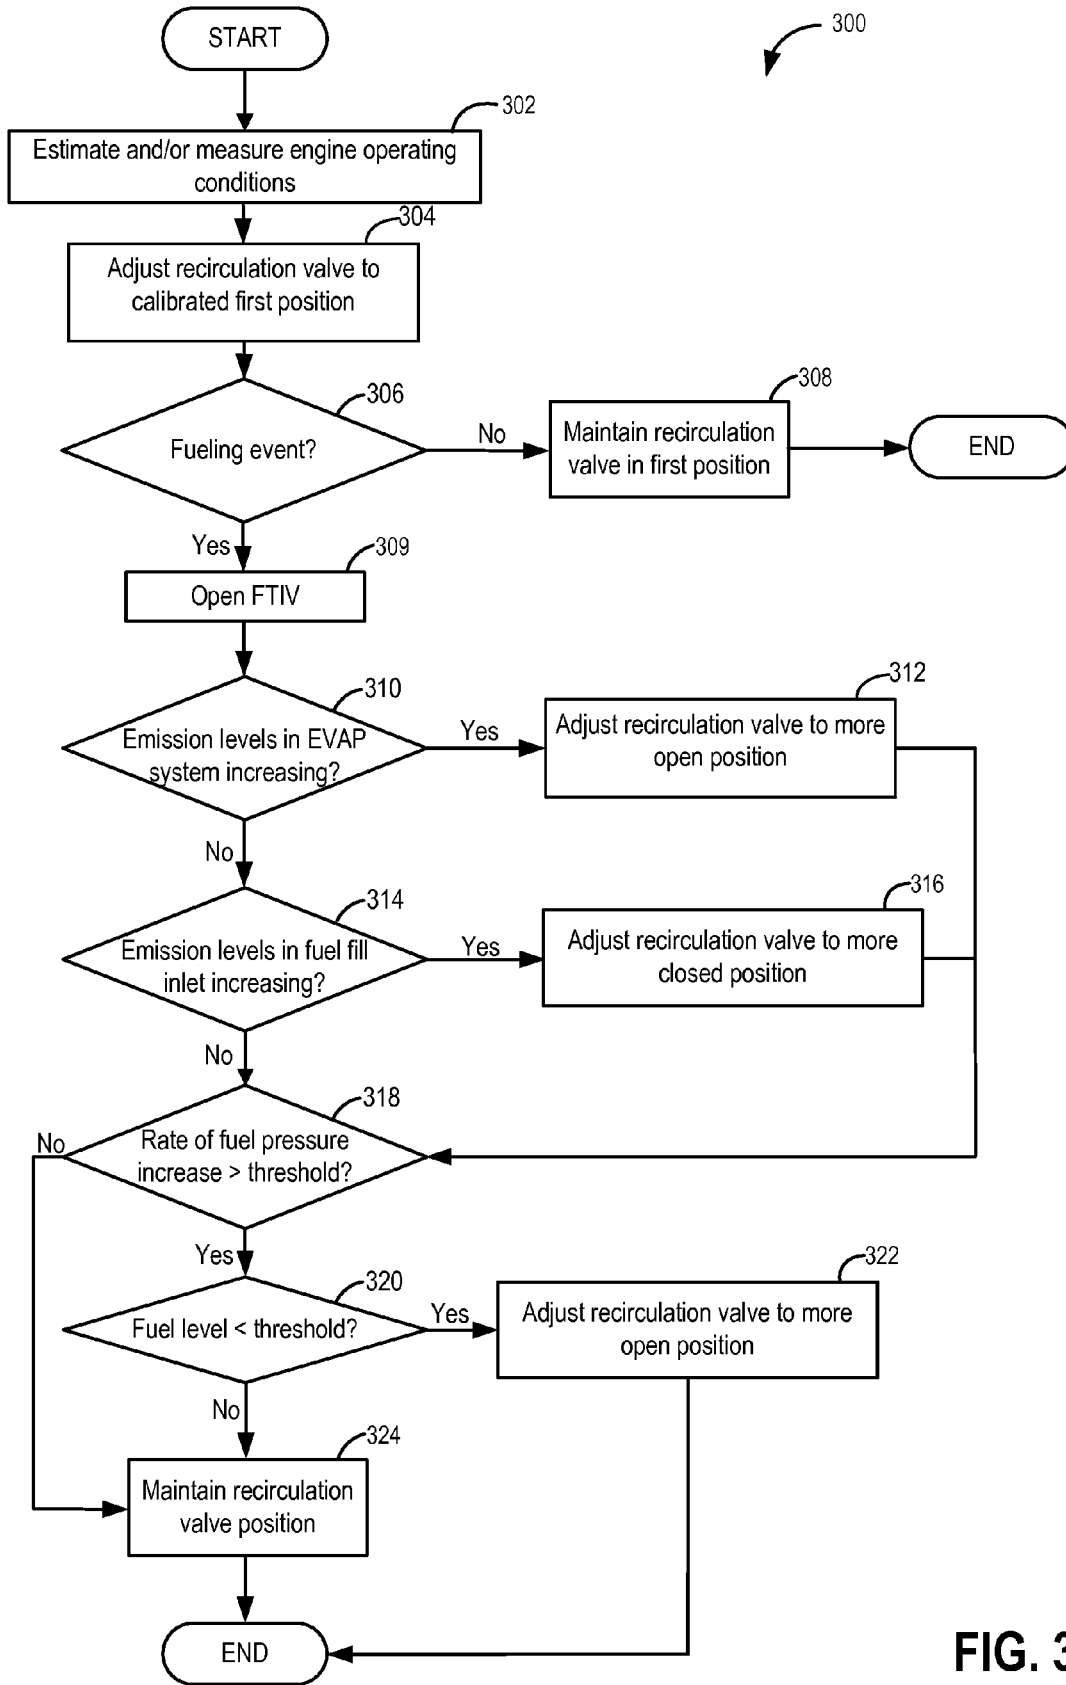 START
300
302
Estimate and/or measure engine operating
conditions
304
Adjust recirculation valve to
calibrated first position
306
Fueling event?
No
308
Maintain recirculation
valve in first position
END
Yes
309
Open FTIV
310
Emission levels in EVAP
system increasing?
Yes
312
Adjust recirculation valve to more
open position
No
314
Emission levels in fuel fill
inlet increasing?
Yes
316
Adjust recirculation valve to more
closed position
No
318
Rate of fuel pressure
increase > threshold?
No
Yes
320
Fuel level < threshold?
Yes
322
Adjust recirculation valve to more
open position
No
324
Maintain recirculation
valve position
END
FIG. 3